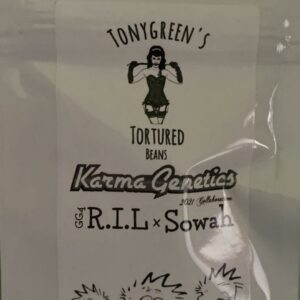 TONYGREEN'S
TORTURED
BEANS
Karma Genetics
2021 Collaboration
GG4 R.I.L x Sowah